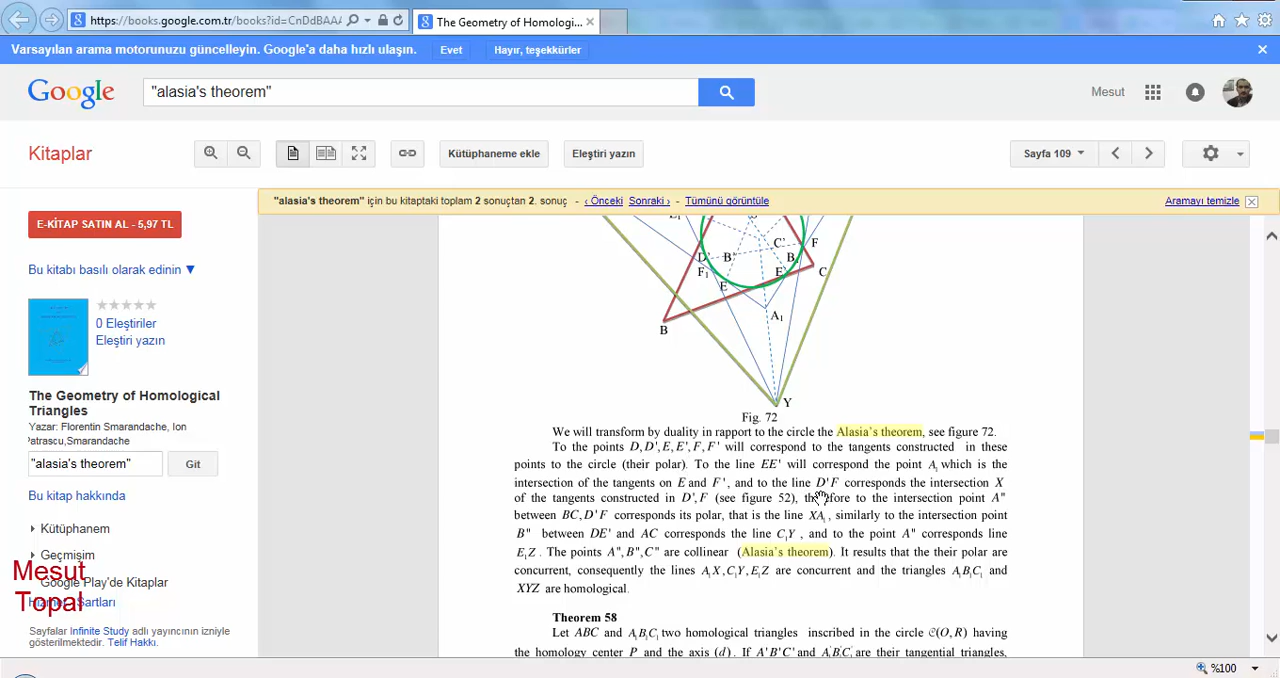 https://books.google.com.tr/books?id=CnDdBAAA
The Geometry of Homologi...
Varsayılan arama motorunuzu güncelleyin. Google'a daha hızlı ulaşın.
Evet
Hayır, teşekkürler
Google
"alasia's theorem"
Mesut
Kitaplar
Kütüphaneme ekle
Eleştiri yazın
Sayfa 109
"alasia's theorem" için bu kitaptaki toplam 2 sonuçtan 2. sonuç - ‹ Önceki Sonraki › - Tümünü görüntüle
Aramayı temizle
E-KİTAP SATIN AL - 5,97 TL
Bu kitabı basılı olarak edinin ▼
0 Eleştiriler
Eleştiri yazın
The Geometry of Homological
Triangles
Yazar: Florentin Smarandache, Ion
Patrascu,Smarandache
"alasia's theorem"
Git
Bu kitap hakkında
Kütüphanem
Geçmişim
Google Play'de Kitaplar
Hizmet Şartları
Mesut
Topal
Sayfalar Infinite Study adlı yayıncının izniyle
gösterilmektedir. Telif Hakkı.
C'
F
D'
B'
B₁
F₁
E'
C
E
A₁
B
Y
Fig. 72
We will transform by duality in rapport to the circle the Alasia's theorem, see figure 72.
To the points D, D', E, E', F, F' will correspond to the tangents constructed in these
points to the circle (their polar). To the line EE' will correspond the point A₁ which is the
intersection of the tangents on E and F', and to the line D'F corresponds the intersection X
of the tangents constructed in D', F (see figure 52), therefore to the intersection point A"
between BC, D'F corresponds its polar, that is the line XA₁, similarly to the intersection point
B" between DE' and AC corresponds the line C₁Y, and to the point A" corresponds line
E₁Z. The points A", B", C" are collinear (Alasia's theorem). It results that the their polar are
concurrent, consequently the lines A₁X, C₁Y, E₁Z are concurrent and the triangles A₁B₁C₁ and
XYZ are homological.
Theorem 58
Let ABC and A₁B₁C₁ two homological triangles inscribed in the circle 𝒞(O, R) having
the homology center P and the axis (d). If A'B'C' and A₁'B₁'C₁' are their tangential triangles,
%100